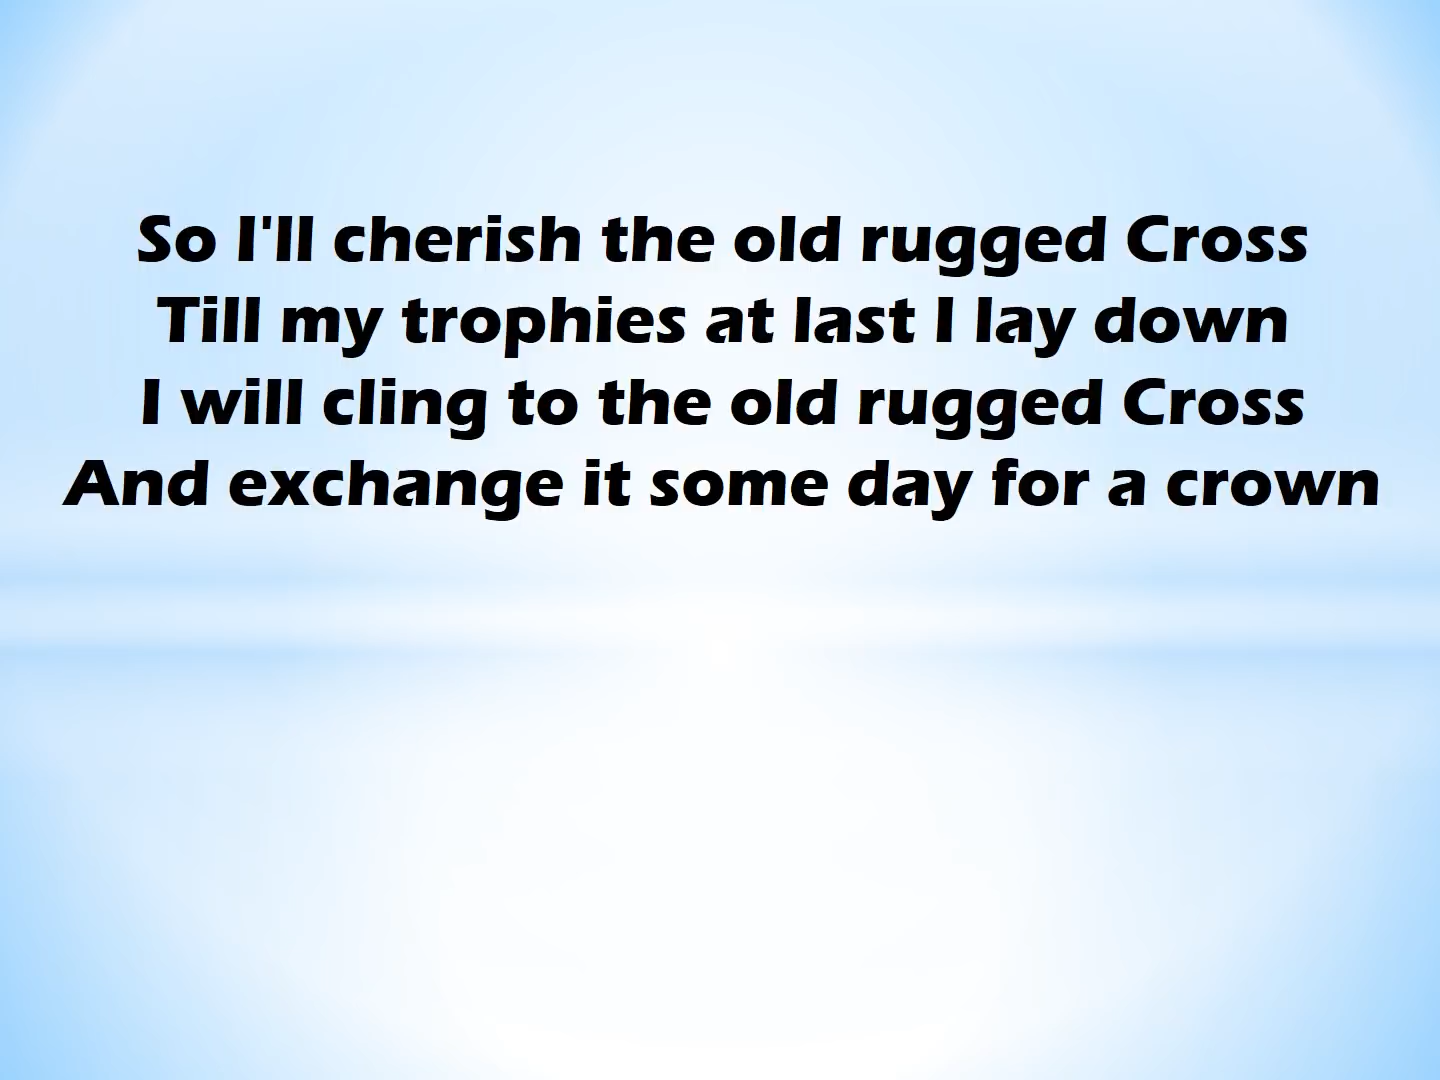 So I'll cherish the old rugged Cross
Till my trophies at last I lay down
I will cling to the old rugged Cross
And exchange it some day for a crown